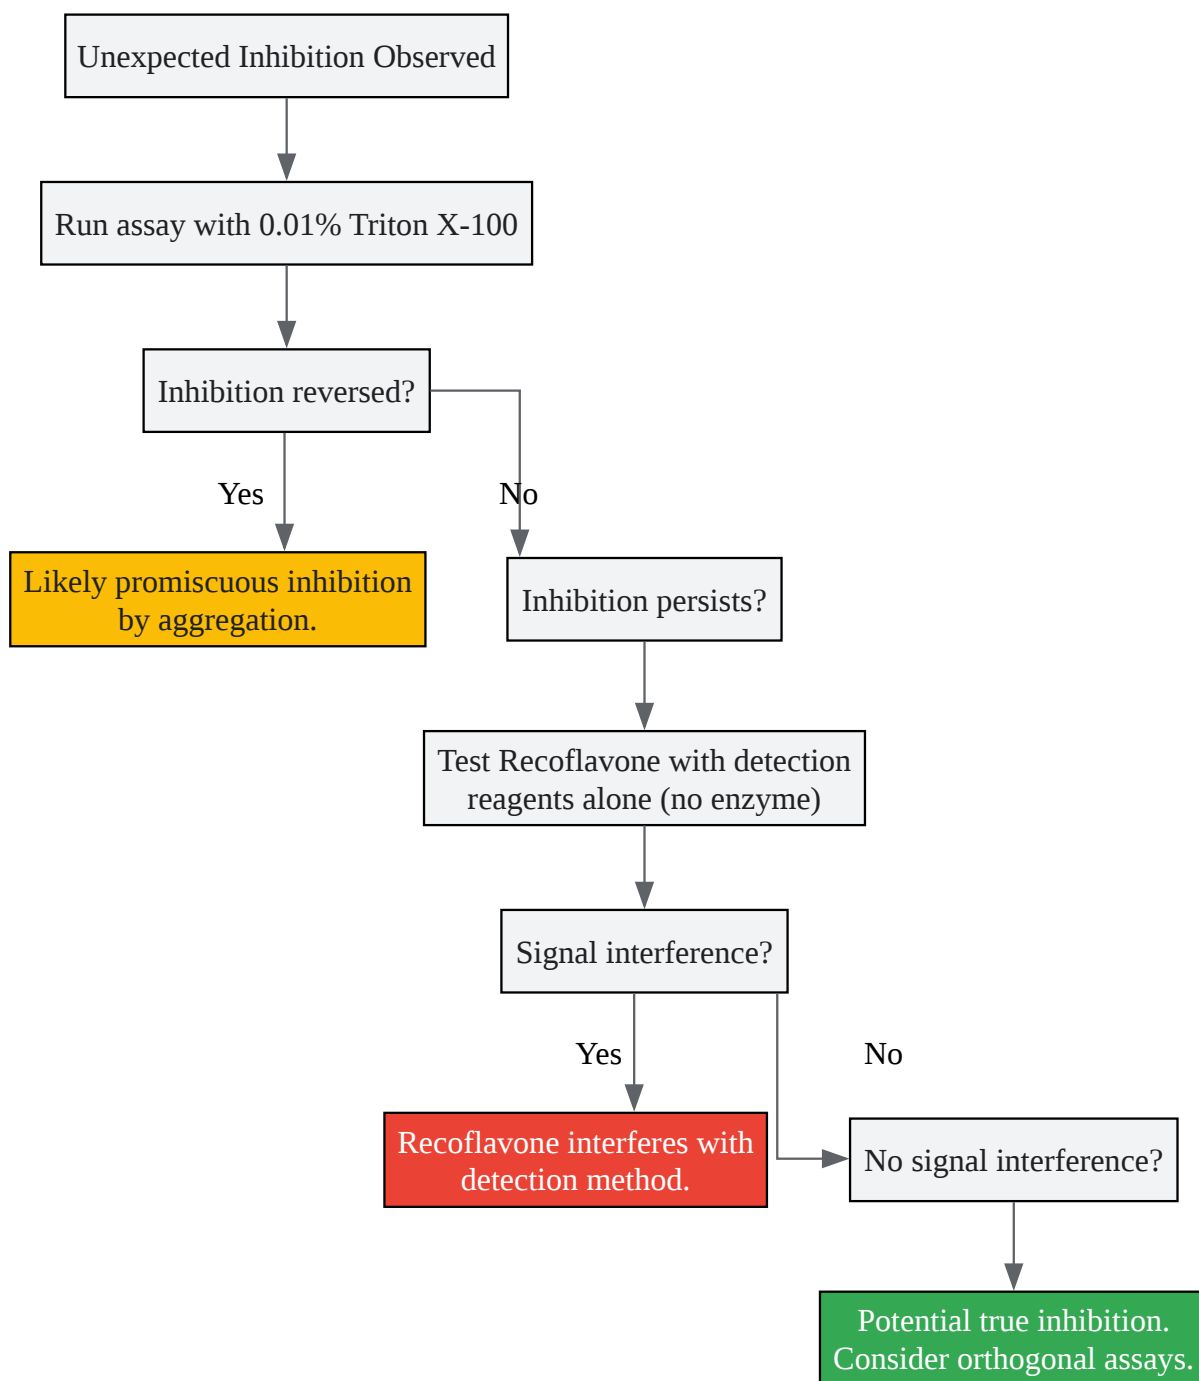 Unexpected Inhibition Observed
Run assay with 0.01% Triton X-100
Inhibition reversed?
Yes
No
Likely promiscuous inhibition
by aggregation.
Inhibition persists?
Test Recoflavone with detection
reagents alone (no enzyme)
Signal interference?
Yes
No
Recoflavone interferes with
detection method.
No signal interference?
Potential true inhibition.
Consider orthogonal assays.